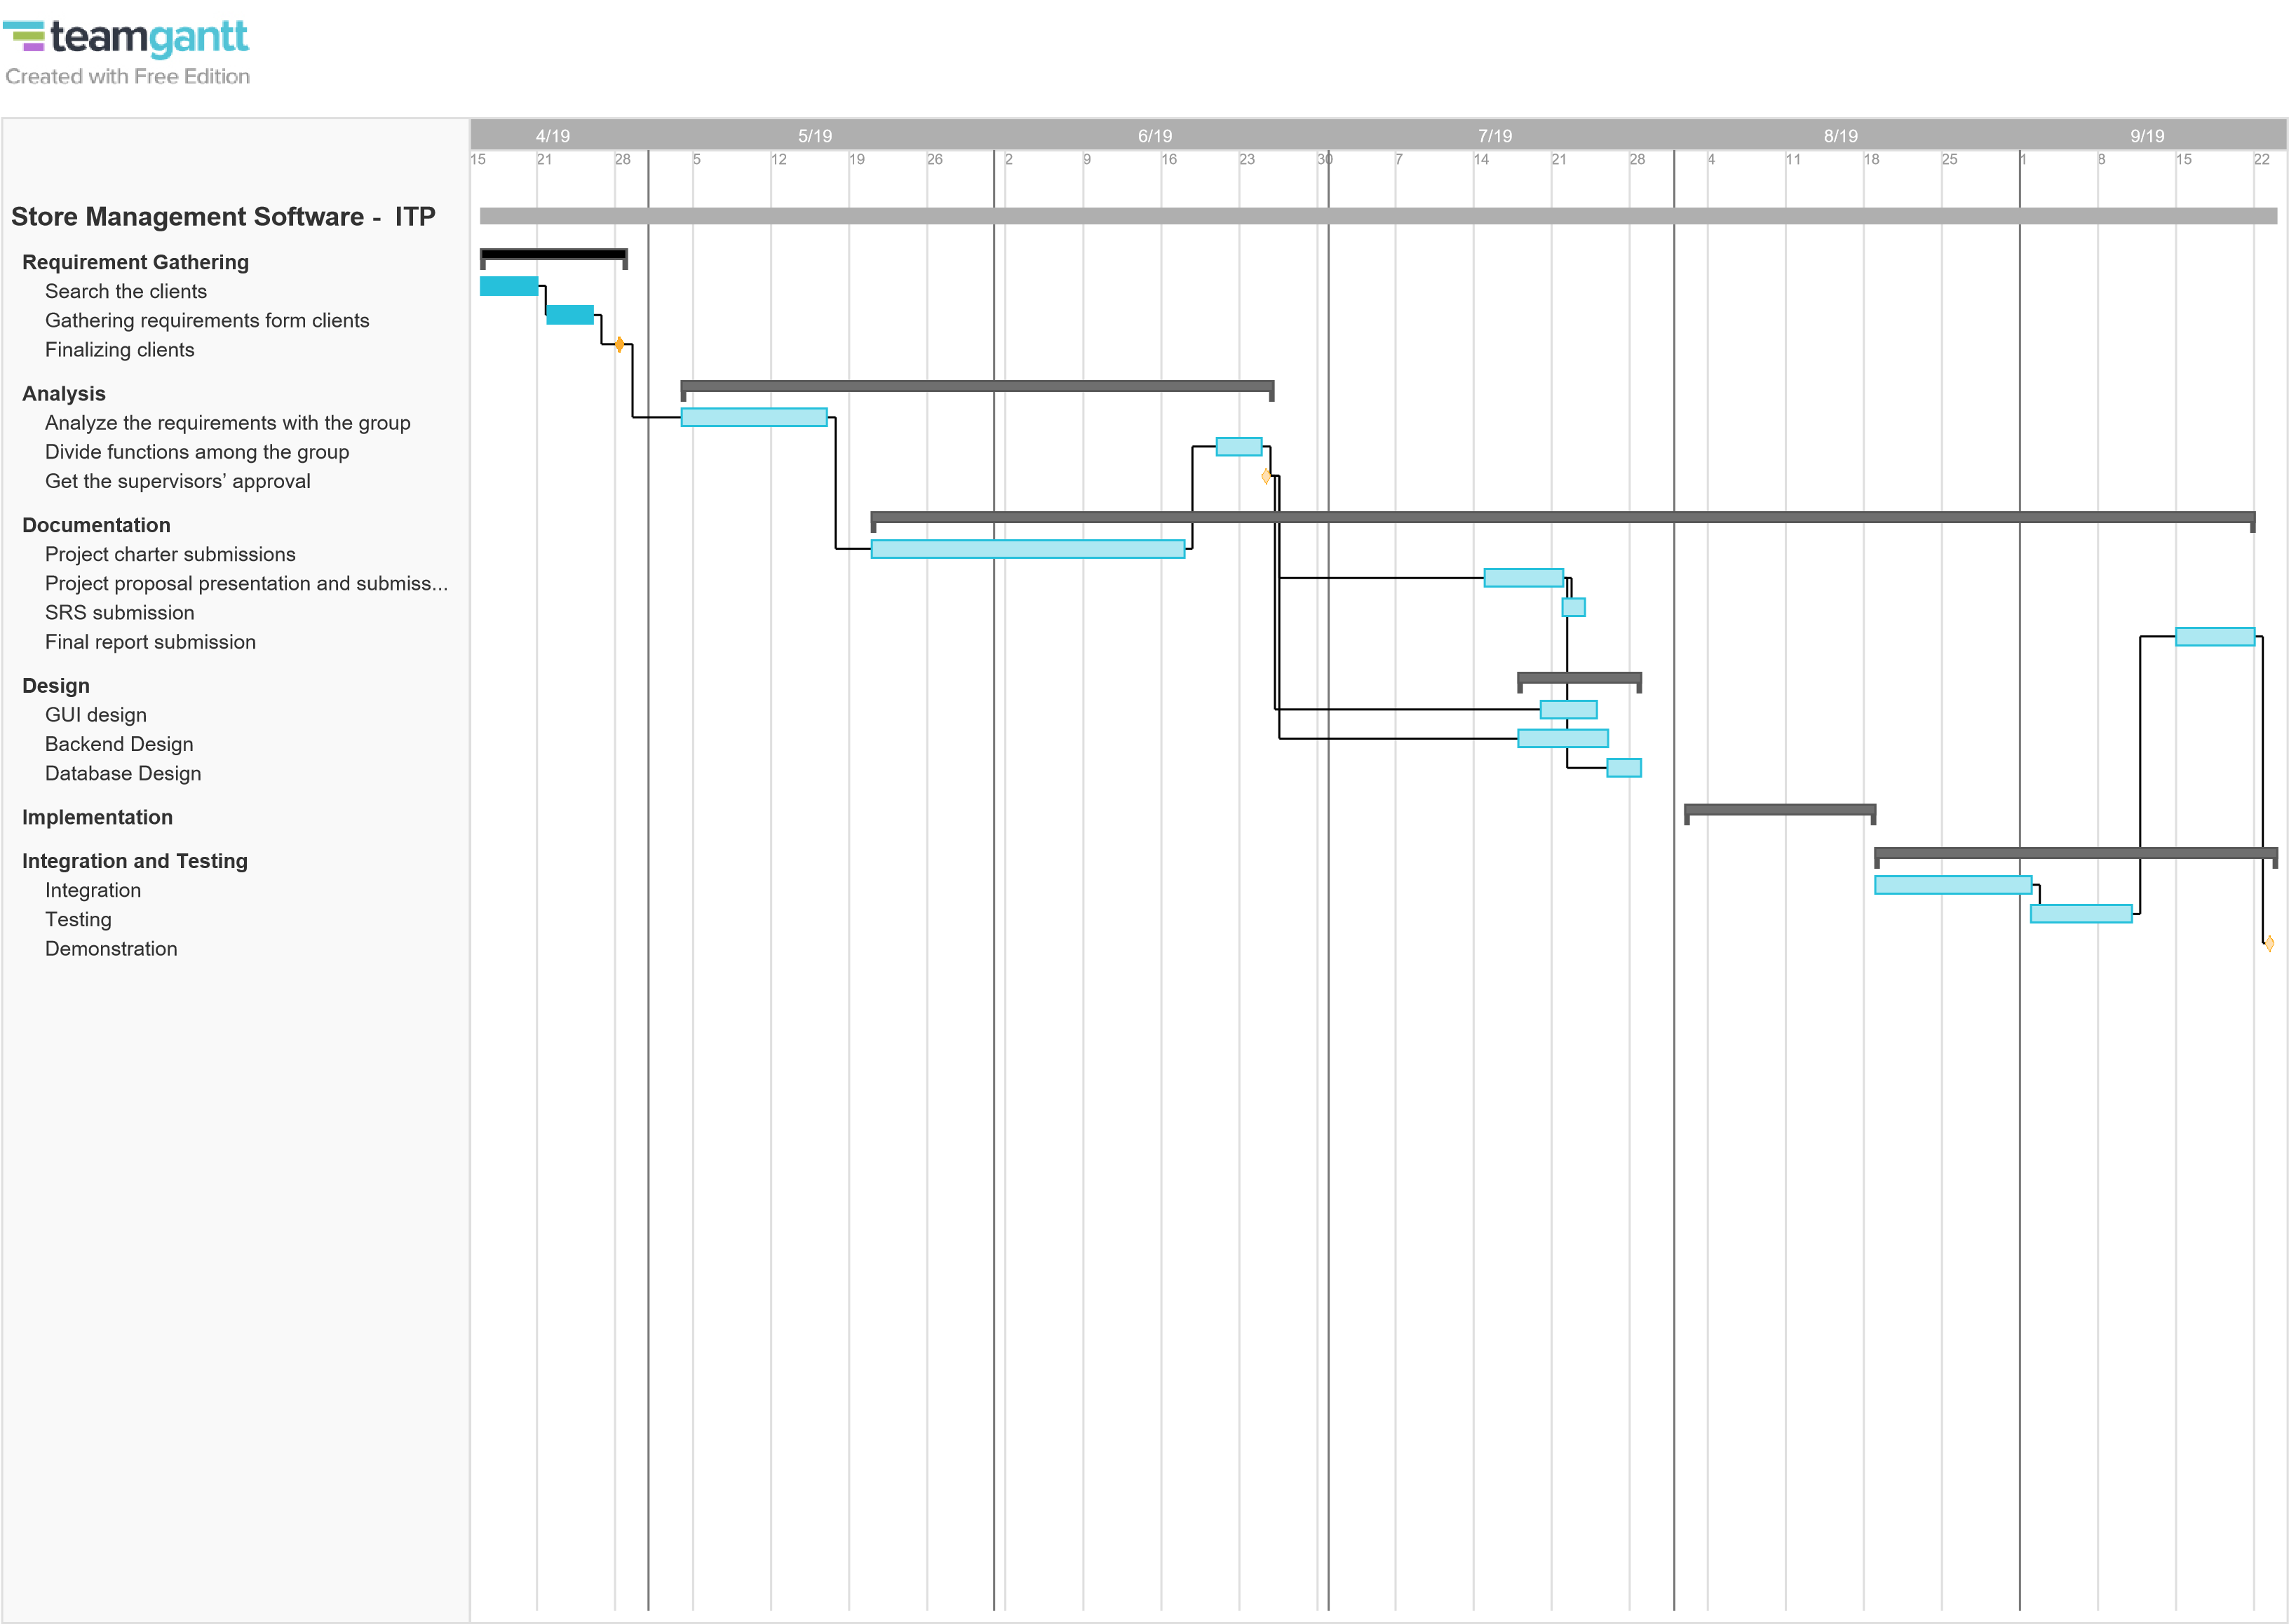 teamgantt
Created with Free Edition
4/19 5/19 6/19 7/19 8/19 9/19
15 21 28 5 12 19 26 2 9 16 23 30 7 14 21 28 4 11 18 25 1 8 15 22
Store Management Software - ITP
Requirement Gathering
Search the clients
Gathering requirements form clients
Finalizing clients
Analysis
Analyze the requirements with the group
Divide functions among the group
Get the supervisors’ approval
Documentation
Project charter submissions
Project proposal presentation and submiss...
SRS submission
Final report submission
Design
GUI design
Backend Design
Database Design
Implementation
Integration and Testing
Integration
Testing
Demonstration